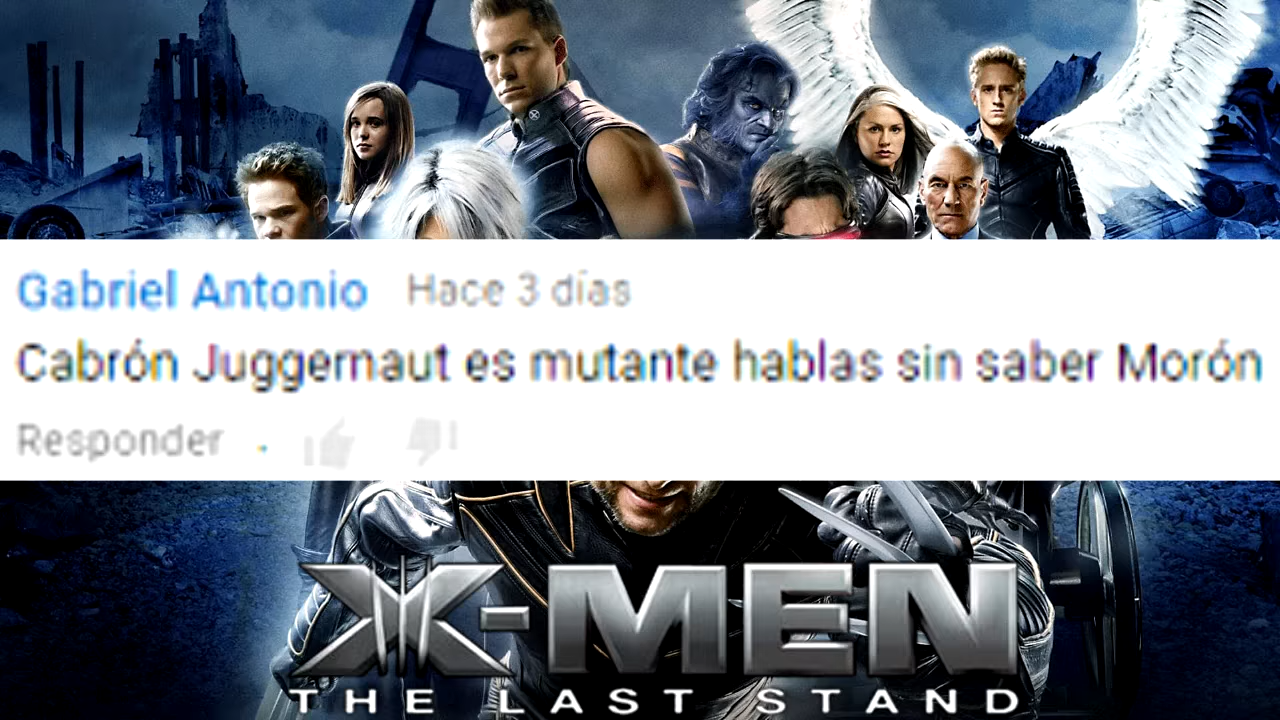 Gabriel Antonio Hace 3 días
Cabrón Juggernaut es mutante hablas sin saber Morón
Responder
X-MEN
THE LAST STAND